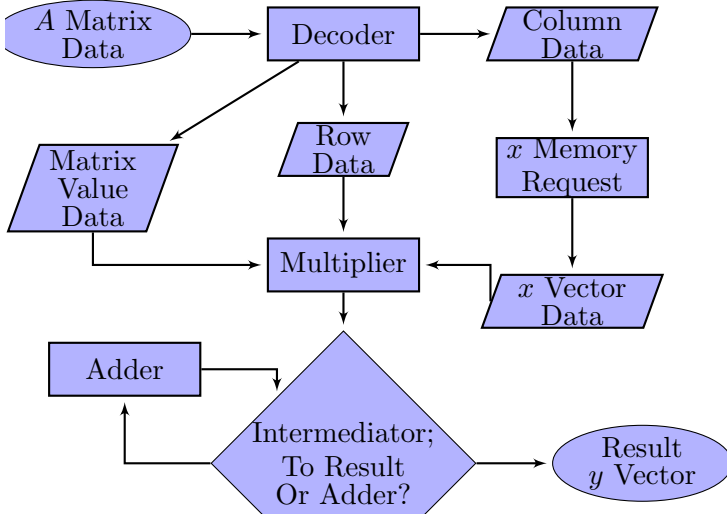 A Matrix
Data
Decoder
Column
Data
Matrix
Value
Data
Row
Data
x Memory
Request
Multiplier
x Vector
Data
Adder
Intermediator;
To Result
Or Adder?
Result
y Vector